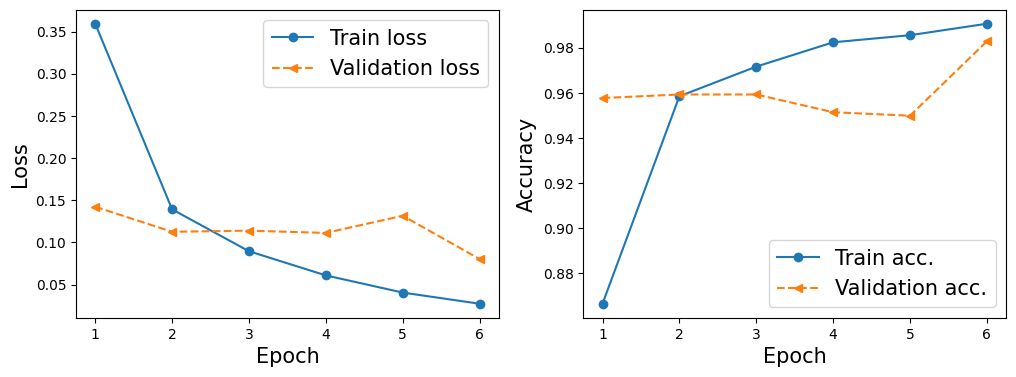 0.35
0.30
0.25
0.20
0.15
0.10
0.05
Loss
Train loss
Validation loss
1 2 3 4 5 6
Epoch
0.98
0.96
0.94
0.92
0.90
0.88
Accuracy
Train acc.
Validation acc.
1 2 3 4 5 6
Epoch